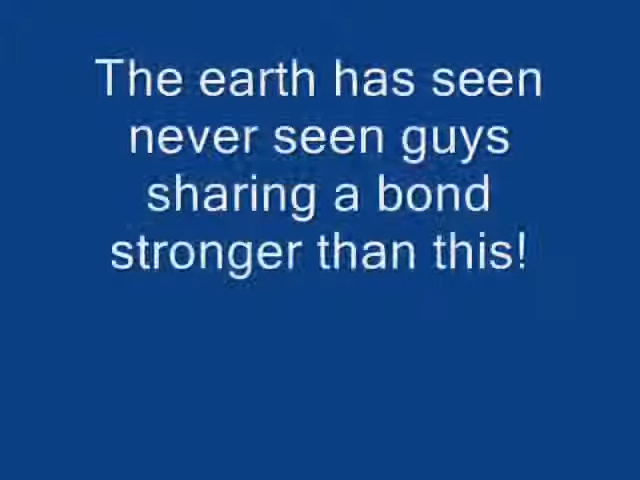 The earth has seen
never seen guys
sharing a bond
stronger than this!